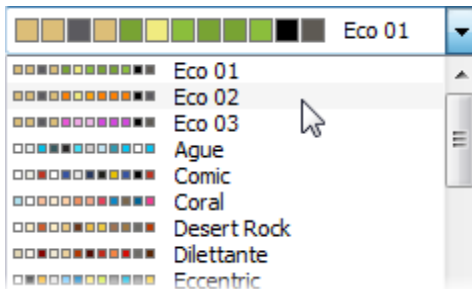 Eco 01
Eco 01
Eco 02
Eco 03
Ague
Comic
Coral
Desert Rock
Dilettante
Eccentric